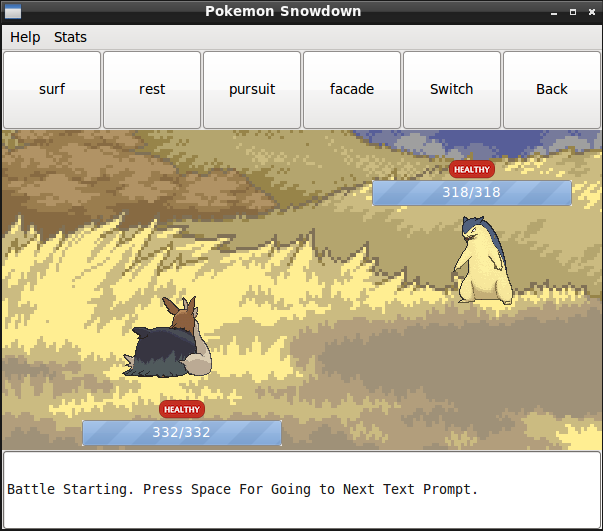 Pokemon Snowdown
Help Stats
surf rest pursuit facade Switch Back
HEALTHY
318/318
HEALTHY
332/332
Battle Starting. Press Space For Going to Next Text Prompt.